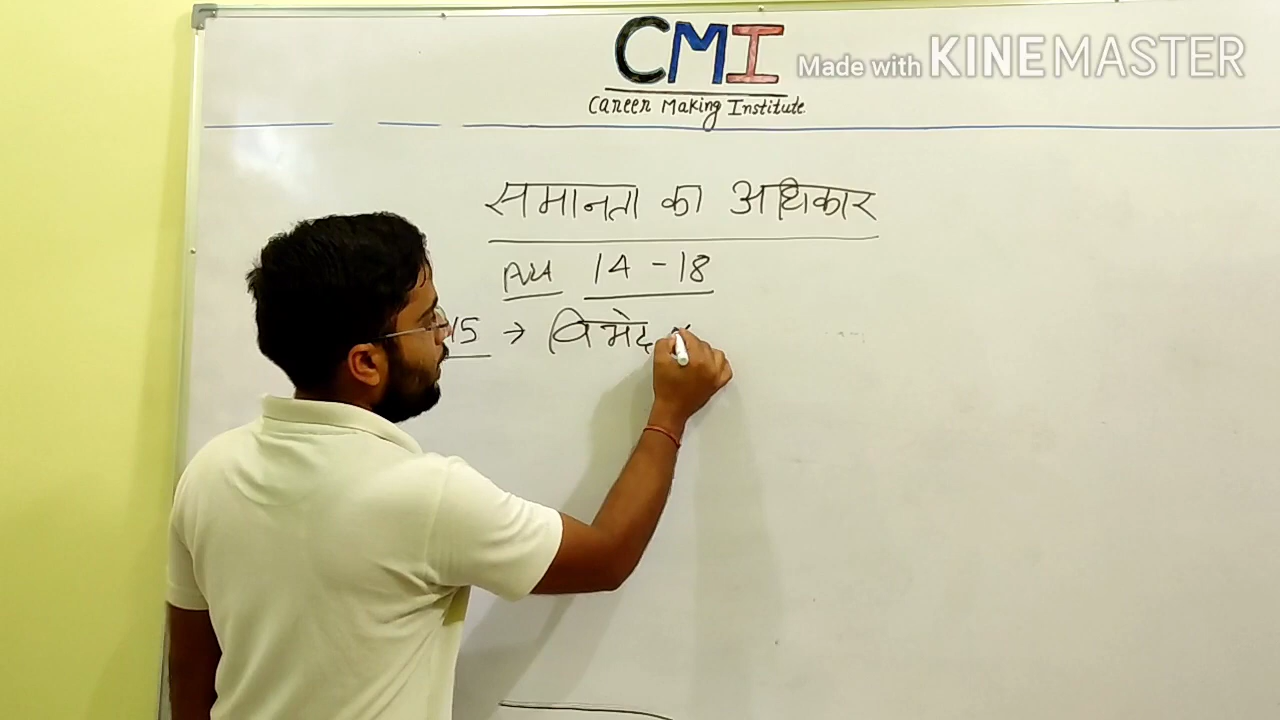 CMI
Made with KINEMASTER
Career Making Institute
समानता का अधिकार
Art 14 - 18
15 → विभेद